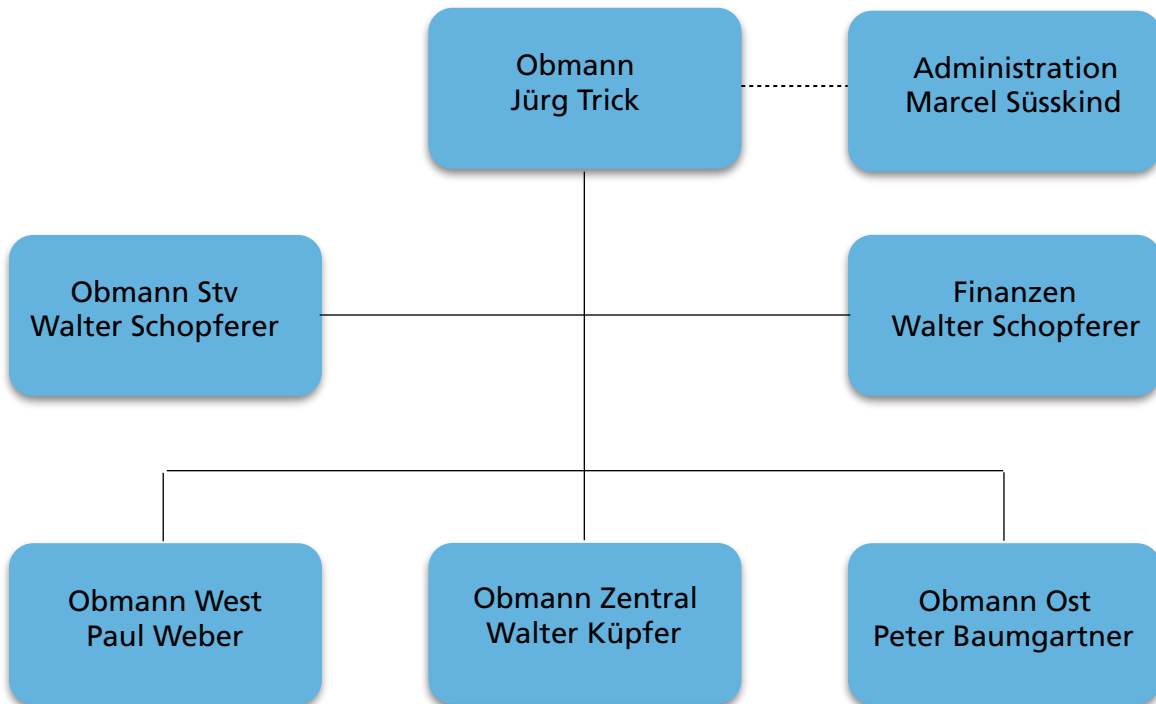 Obmann
Jürg Trick
Administration
Marcel Süsskind
Obmann Stv
Walter Schopferer
Finanzen
Walter Schopferer
Obmann West
Paul Weber
Obmann Zentral
Walter Küpfer
Obmann Ost
Peter Baumgartner